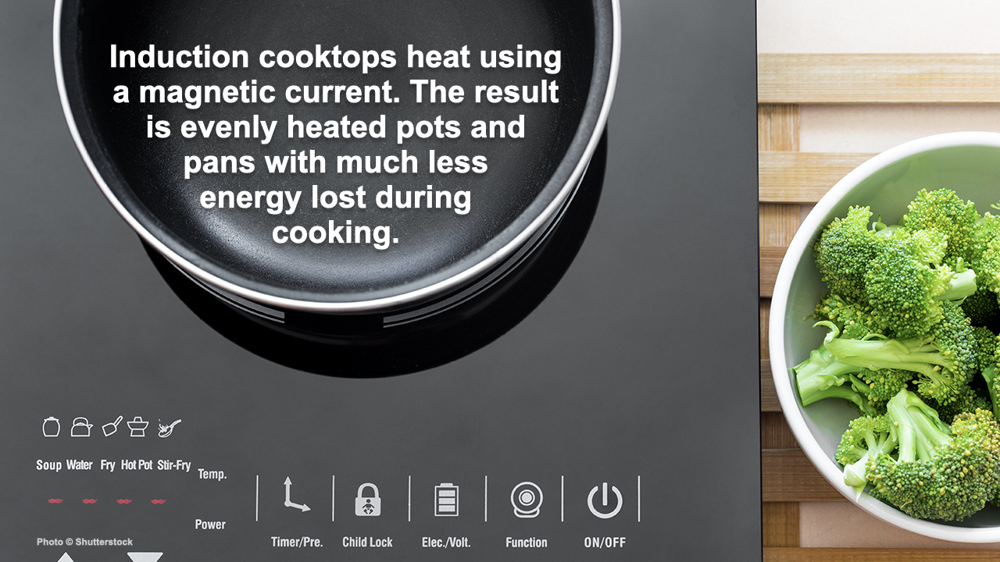 Induction cooktops heat using
a magnetic current. The result
is evenly heated pots and
pans with much less
energy lost during
cooking.
Soup Water Fry Hot Pot Stir-Fry
Temp.
Power
Timer/Pre. Child Lock Elec./Volt. Function ON/OFF
Photo © Shutterstock